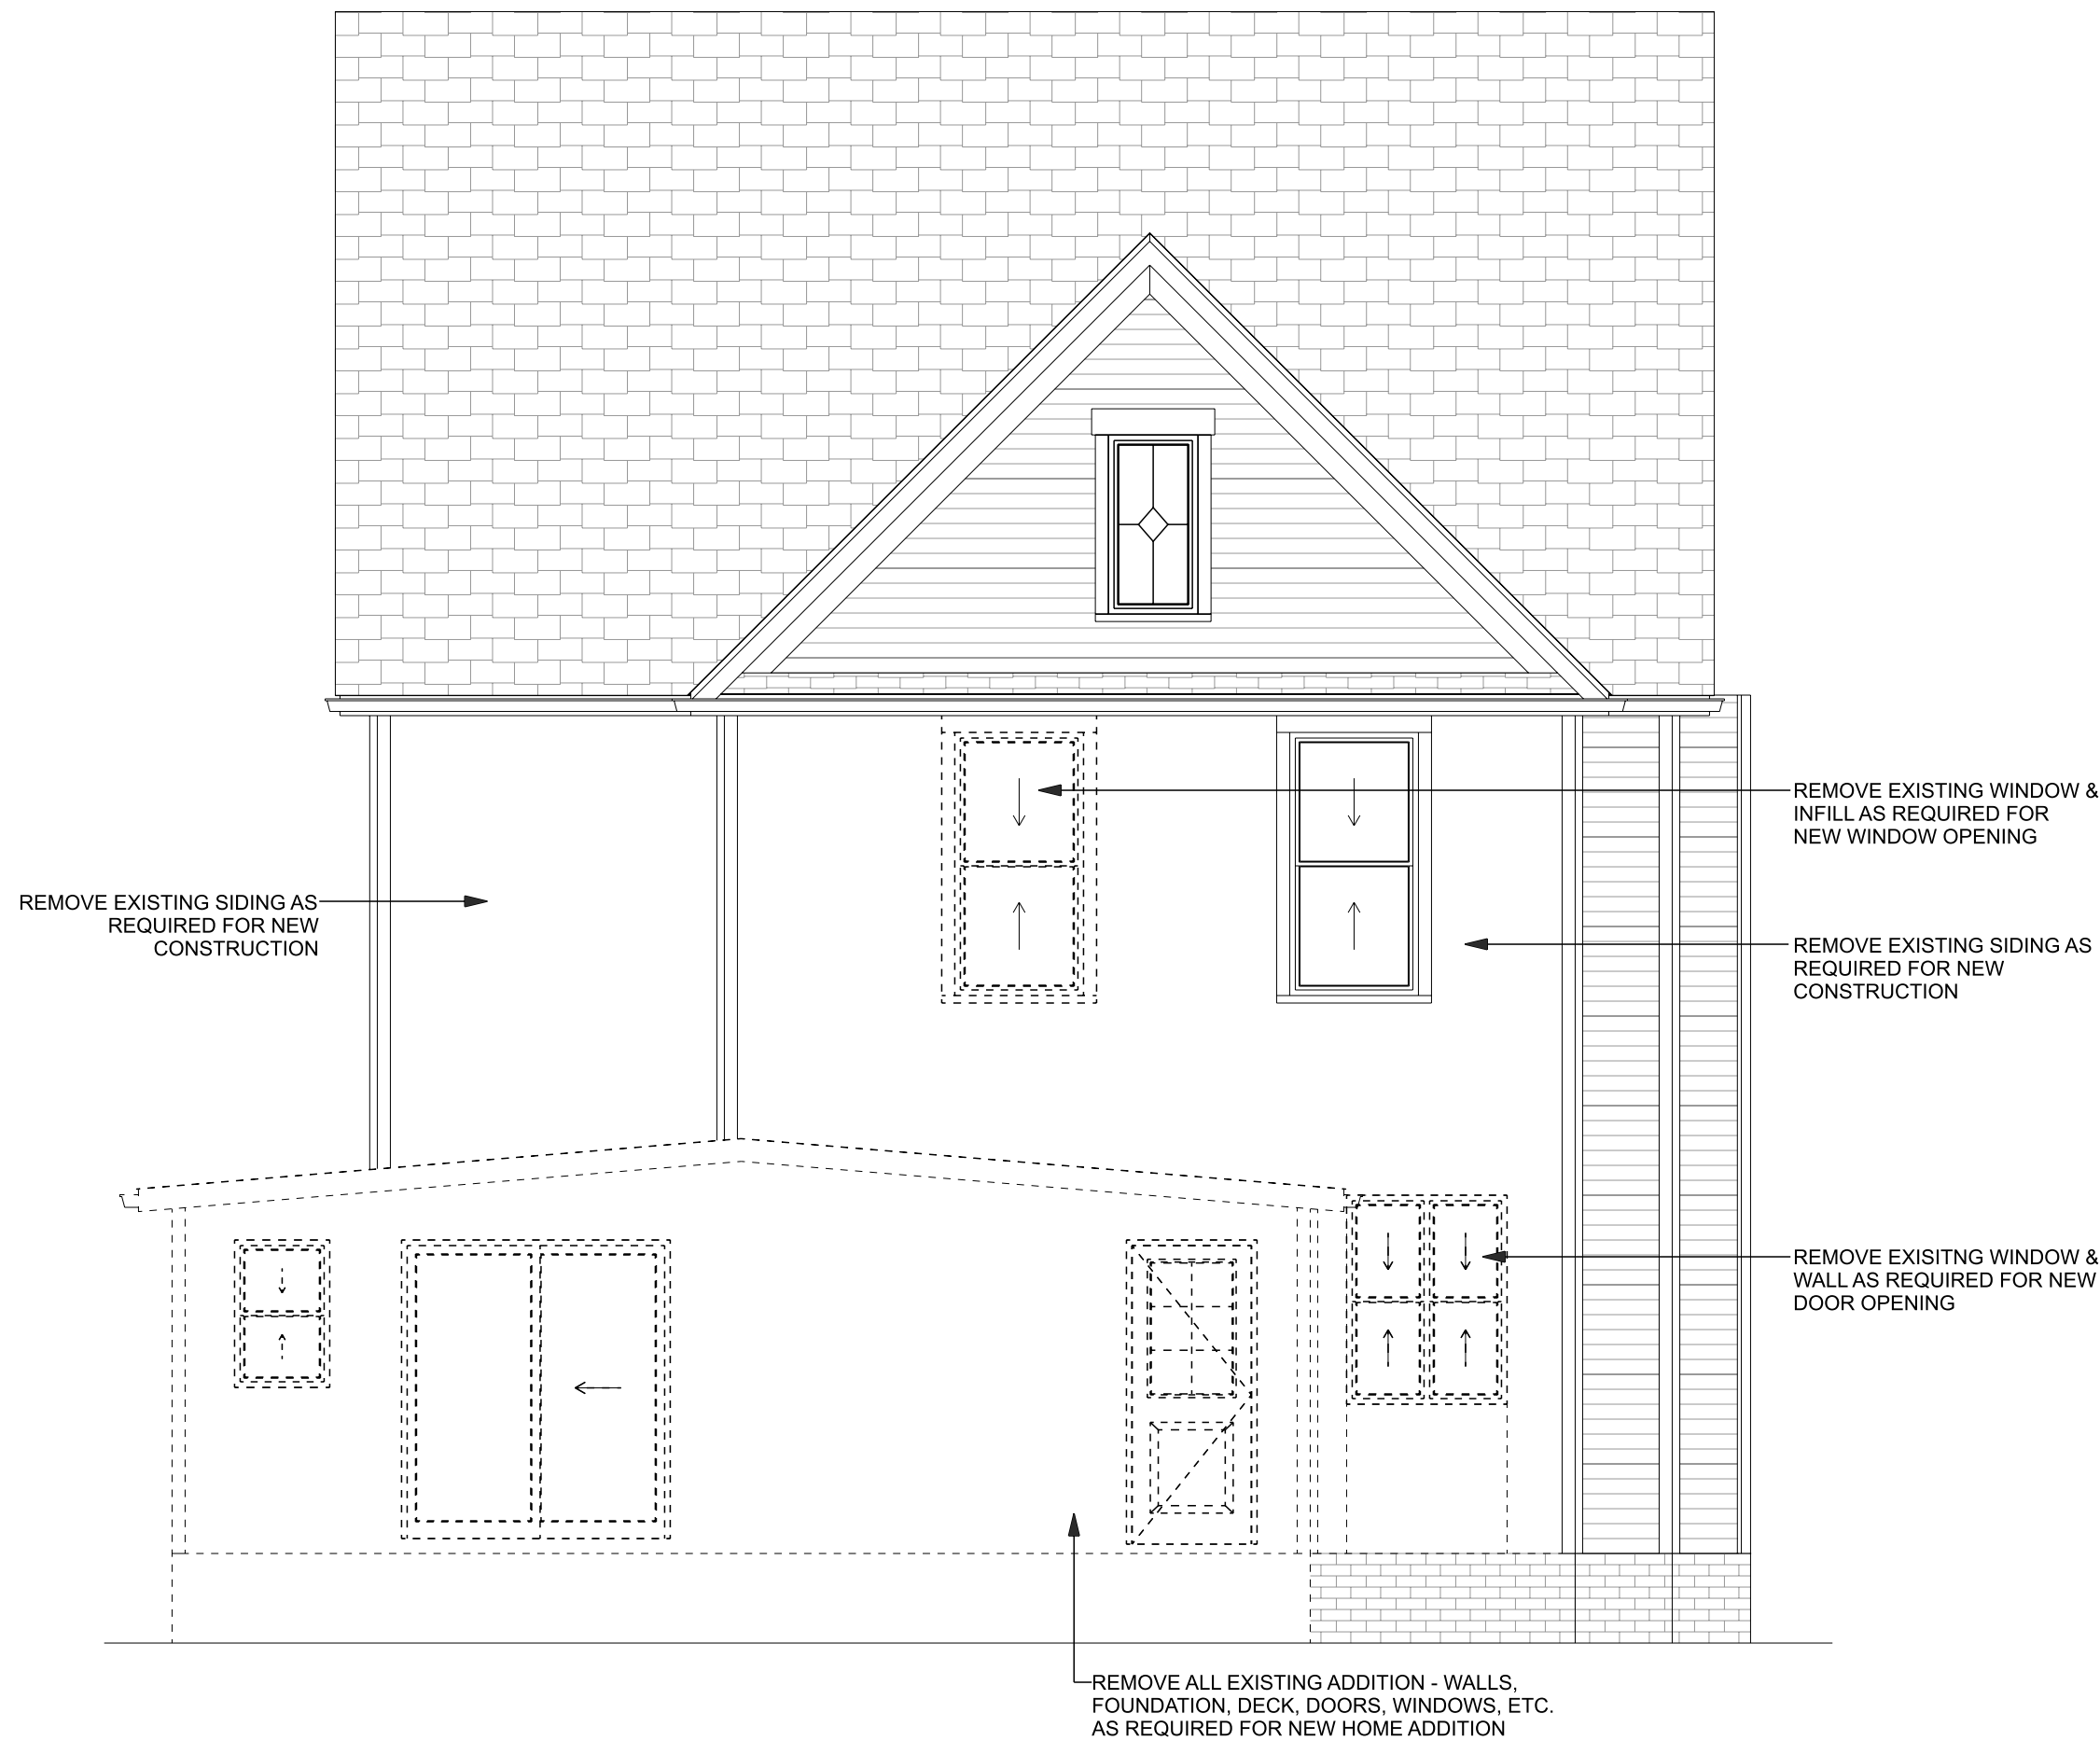 REMOVE EXISTING WINDOW &
INFILL AS REQUIRED FOR
NEW WINDOW OPENING
REMOVE EXISTING SIDING AS
REQUIRED FOR NEW
CONSTRUCTION
REMOVE EXISTING SIDING AS
REQUIRED FOR NEW
CONSTRUCTION
REMOVE EXISITNG WINDOW &
WALL AS REQUIRED FOR NEW
DOOR OPENING
REMOVE ALL EXISTING ADDITION - WALLS,
FOUNDATION, DECK, DOORS, WINDOWS, ETC.
AS REQUIRED FOR NEW HOME ADDITION